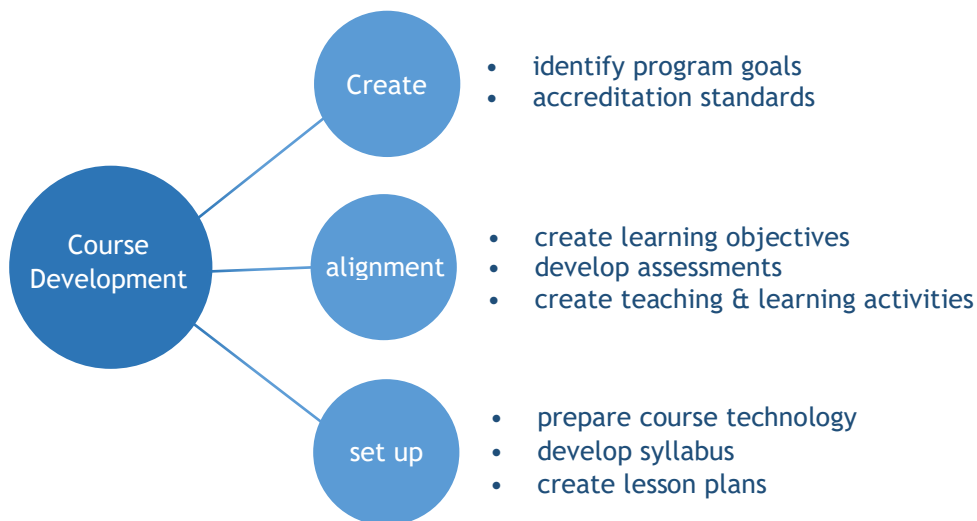 Create
• identify program goals
• accreditation standards
Course
Development
alignment
• create learning objectives
• develop assessments
• create teaching & learning activities
set up
• prepare course technology
• develop syllabus
• create lesson plans